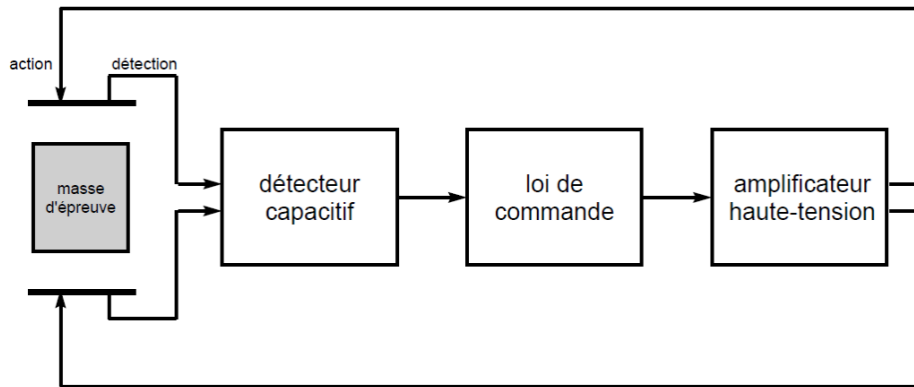 action
détection
masse
d'épreuve
détecteur
capacitif
loi de
commande
amplificateur
haute-tension